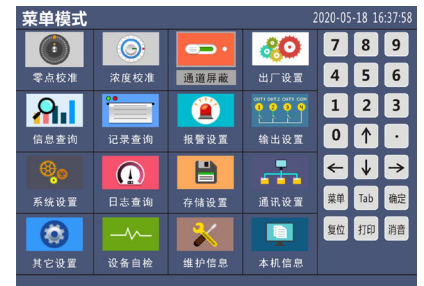 菜单模式 2020-05-18 16:37:58
零点校准 浓度校准 通道屏蔽 出厂设置
7 8 9
4 5 6
OUT1 OUT2 OUT3 COM
信息查询 记录查询 报警设置 输出设置
1 2 3
0 ↑ ·
系统设置 日志查询 存储设置 通讯设置
← ↓ →
菜单 Tab 确定
其它设置 设备自检 维护信息 本机信息
复位 打印 消音